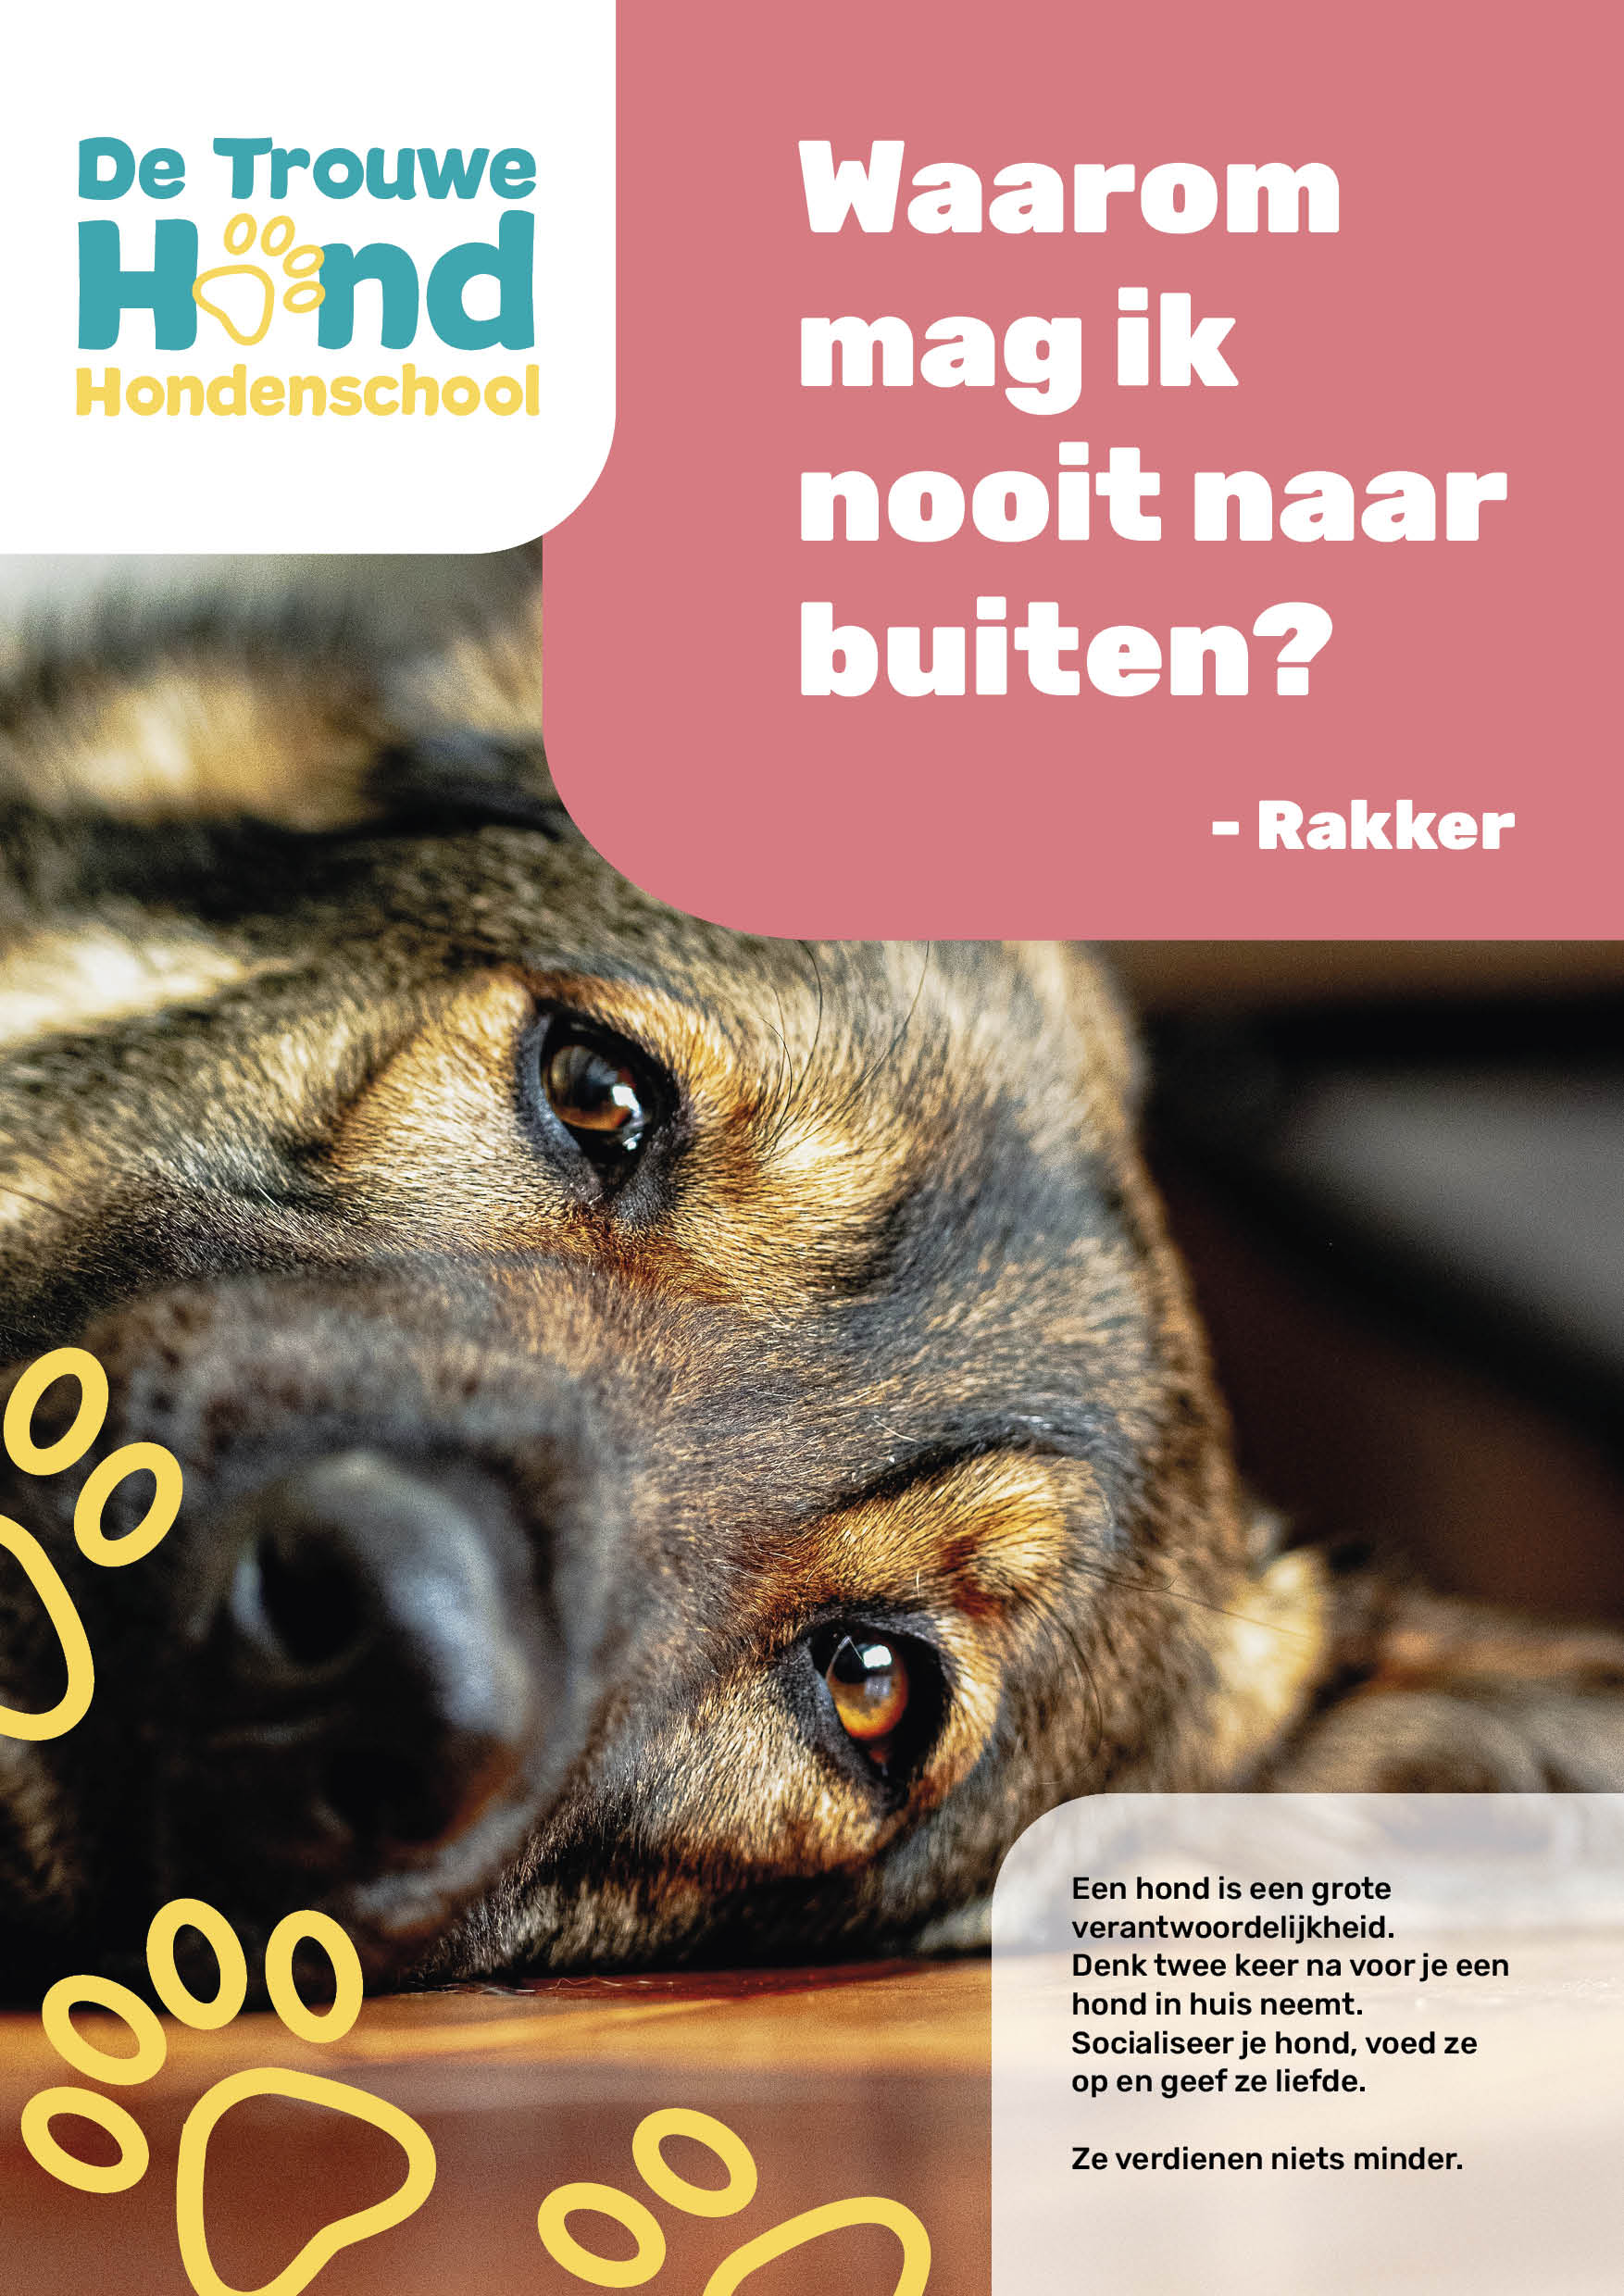 De Trouwe
Hond
Hondenschool
Waarom
mag ik
nooit naar
buiten?
- Rakker
Een hond is een grote
verantwoordelijkheid.
Denk twee keer na voor je een
hond in huis neemt.
Socialiseer je hond, voed ze
op en geef ze liefde.
Ze verdienen niets minder.